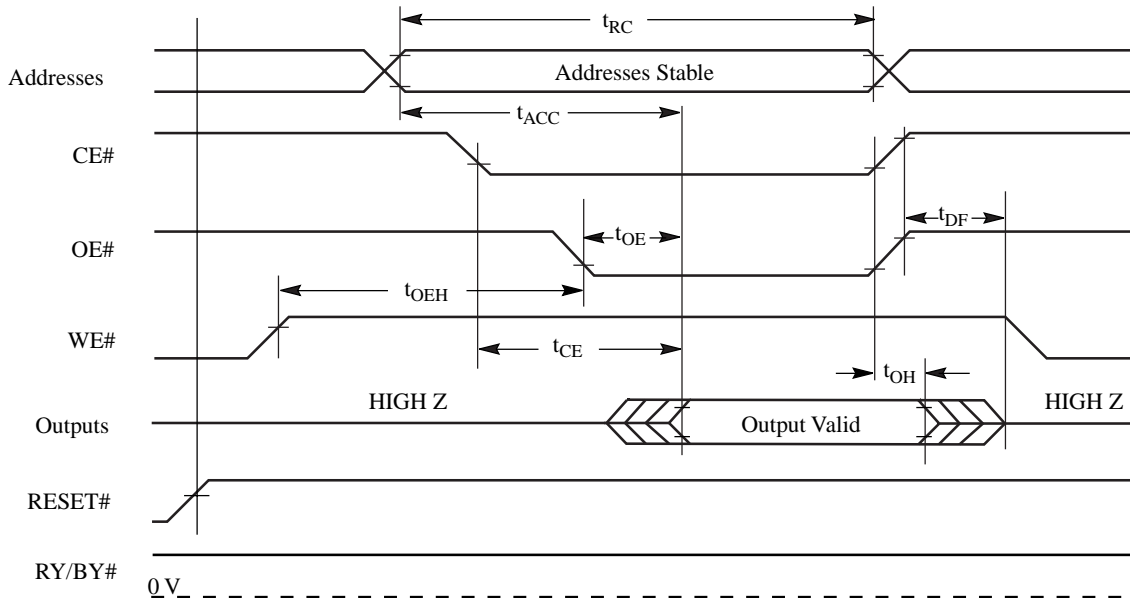 tRC
Addresses
Addresses Stable
tACC
CE#
tDF
OE#
tOE
tOEH
WE#
tCE
tOH
HIGH Z
HIGH Z
Outputs
Output Valid
RESET#
RY/BY#
0 V